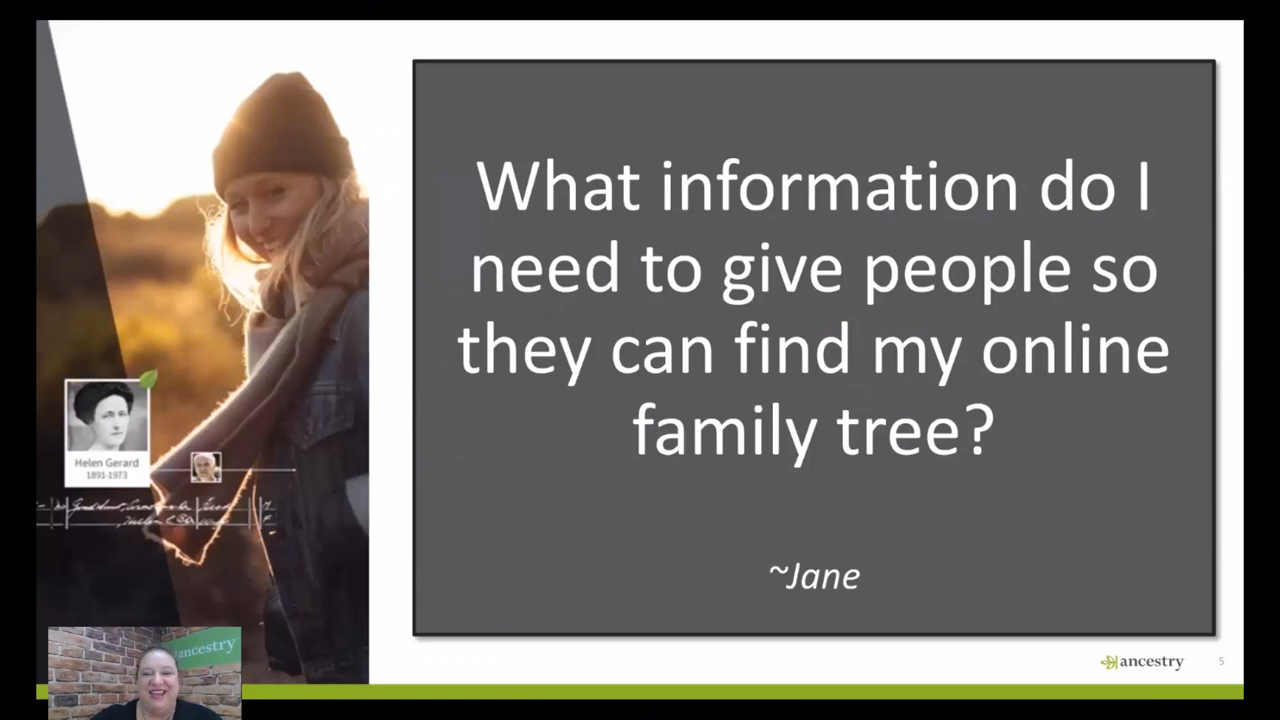 What information do I
need to give people so
they can find my online
family tree?
~Jane
Helen Gerard
1891-1973
ancestry
ancestry
5